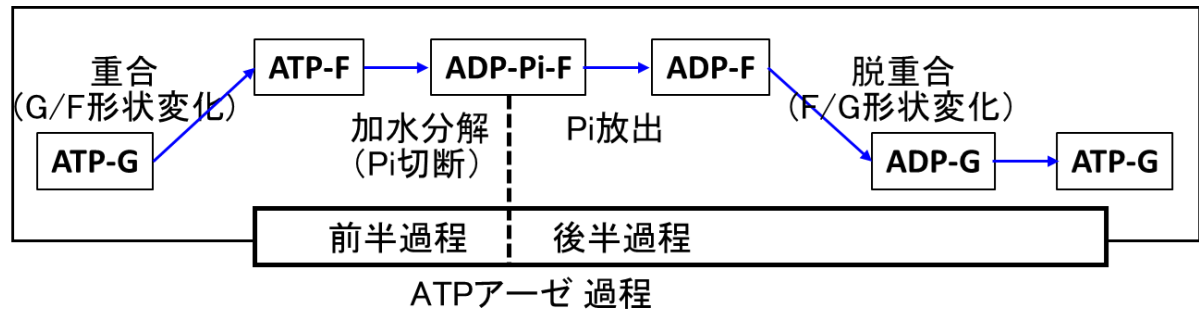 重合
（G/F形状変化）
ATP-G
ATP-F
ADP-Pi-F
ADP-F
加水分解
（Pi切断）
Pi放出
脱重合
（F/G形状変化）
ADP-G
ATP-G
前半過程
後半過程
ATPアーゼ 過程